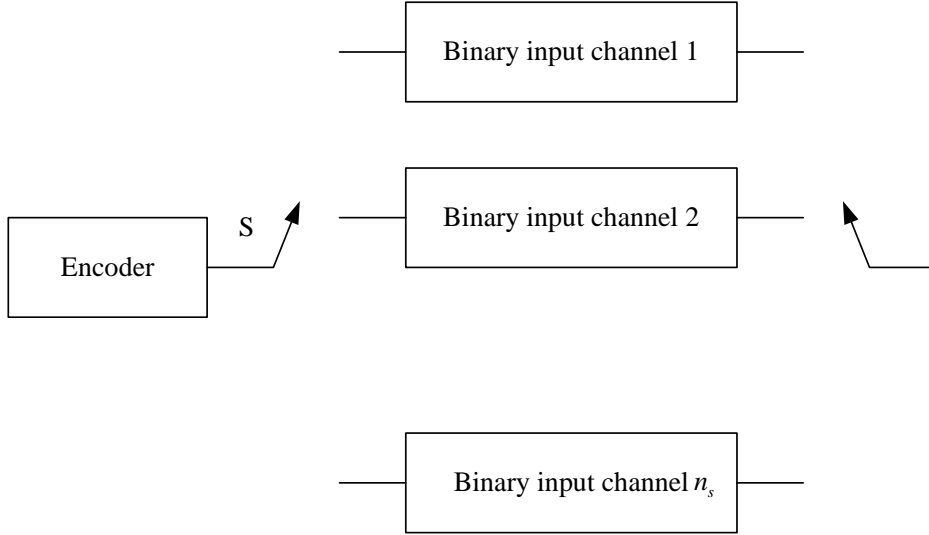 Binary input channel 1
Binary input channel 2
S
Encoder
Binary input channel n_s